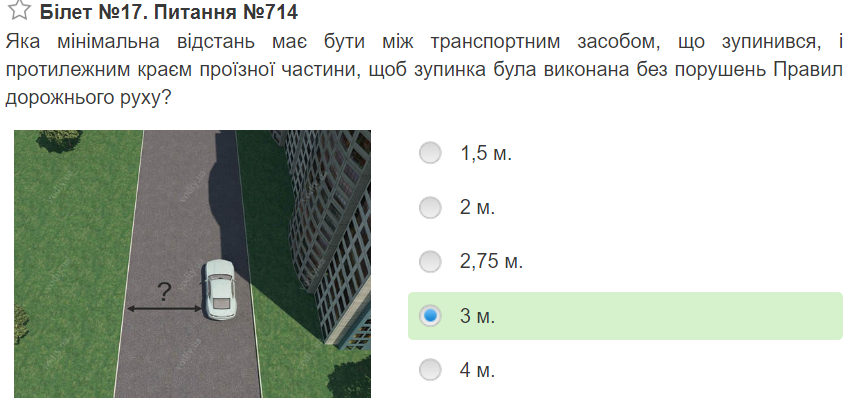 Білет №17. Питання №714
Яка мінімальна відстань має бути між транспортним засобом, що зупинився, і
протилежним краєм проїзної частини, щоб зупинка була виконана без порушень Правил
дорожнього руху?
?
1,5 м.
2 м.
2,75 м.
3 м.
4 м.